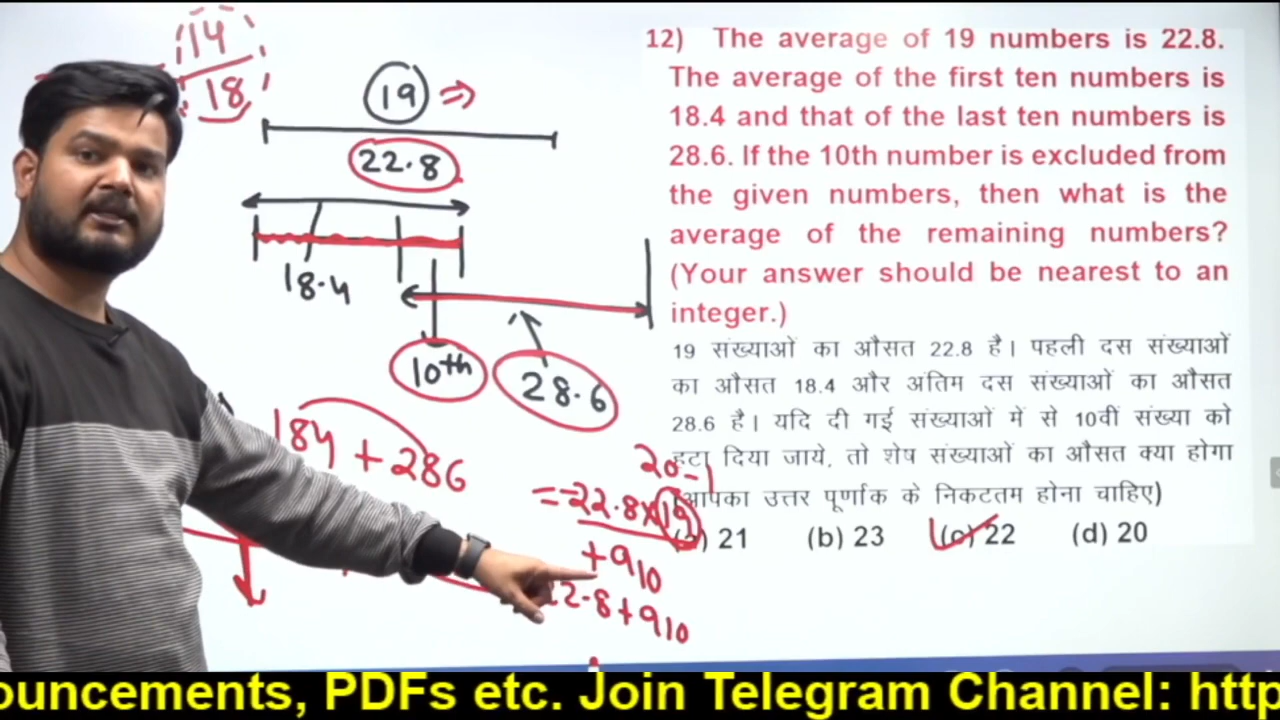 14
18
19 ⇒
22.8
18.4
10th
28.6
184 + 286
20-1
= 22.8×19
+ 910
22.8+910
12) The average of 19 numbers is 22.8.
The average of the first ten numbers is
18.4 and that of the last ten numbers is
28.6. If the 10th number is excluded from
the given numbers, then what is the
average of the remaining numbers?
(Your answer should be nearest to an
integer.)
19 संख्याओं का औसत 22.8 है। पहली दस संख्याओं
का औसत 18.4 और अंतिम दस संख्याओं का औसत
28.6 है। यदि दी गई संख्याओं में से 10वीं संख्या को
हटा दिया जाये, तो शेष संख्याओं का औसत क्या होगा
(आपका उत्तर पूर्णाक के निकटतम होना चाहिए)
(a) 21 (b) 23 (c) 22 (d) 20
ouncements, PDFs etc. Join Telegram Channel: http